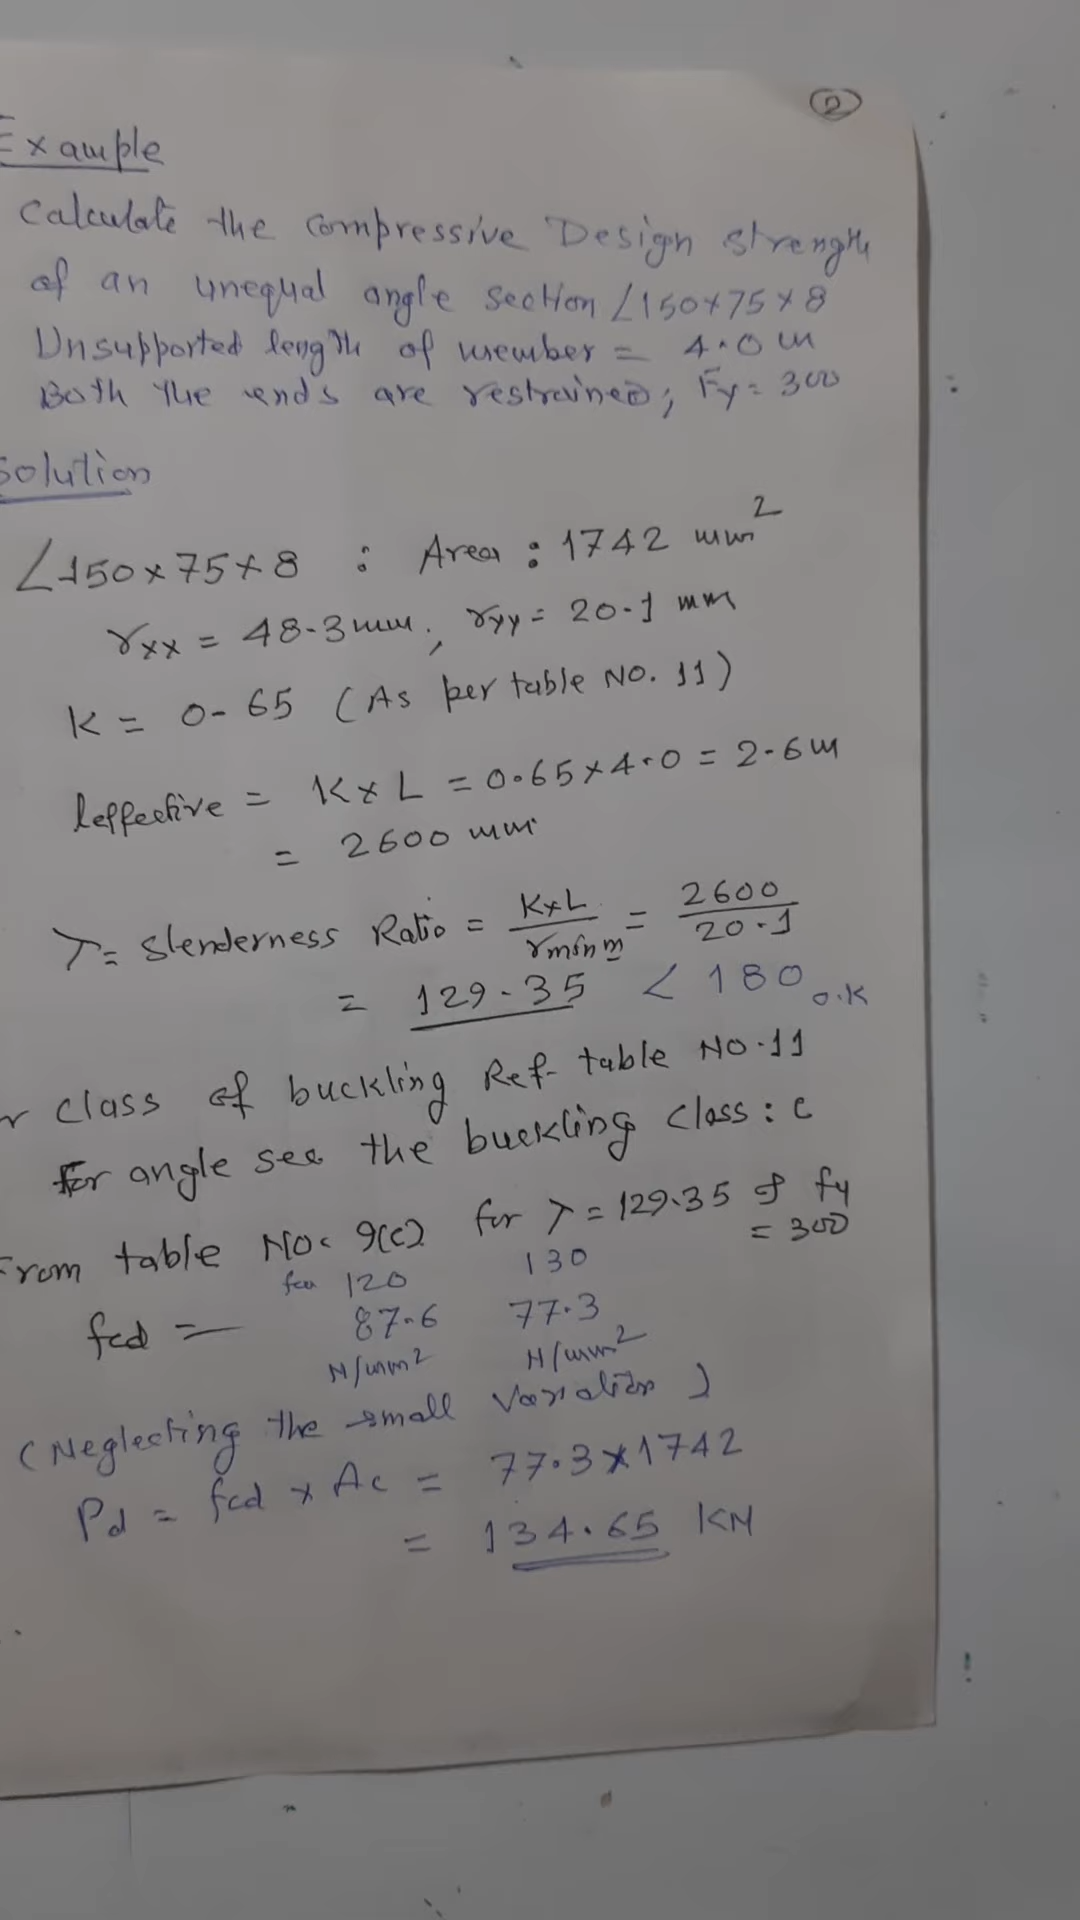 2
Example
Calculate the Compressive Design strength
of an unequal angle section ∠150×75×8
Unsupported length of member = 4.0 m
Both the ends are restrained; Fy = 300
Solution
∠150×75×8 : Area : 1742 mm²
rxx = 48.3mm, ryy = 20.1 mm
K = 0.65 (As per table NO. 11)
leffective = K×L = 0.65×4.0 = 2.6 m
= 2600 mm
λ = Slenderness Ratio = K×L / rminm = 2600 / 20.1
= 129.35 < 180 O.K
class of buckling Ref. table NO.11
For angle see the buckling class : c
From table NO. 9(c) for λ = 129.35 & fy = 300
for 120 130
fcd = 87.6 77.3
N/mm² N/mm²
(Neglecting the small variation)
Pd = fcd × Ac = 77.3×1742
= 134.65 KN